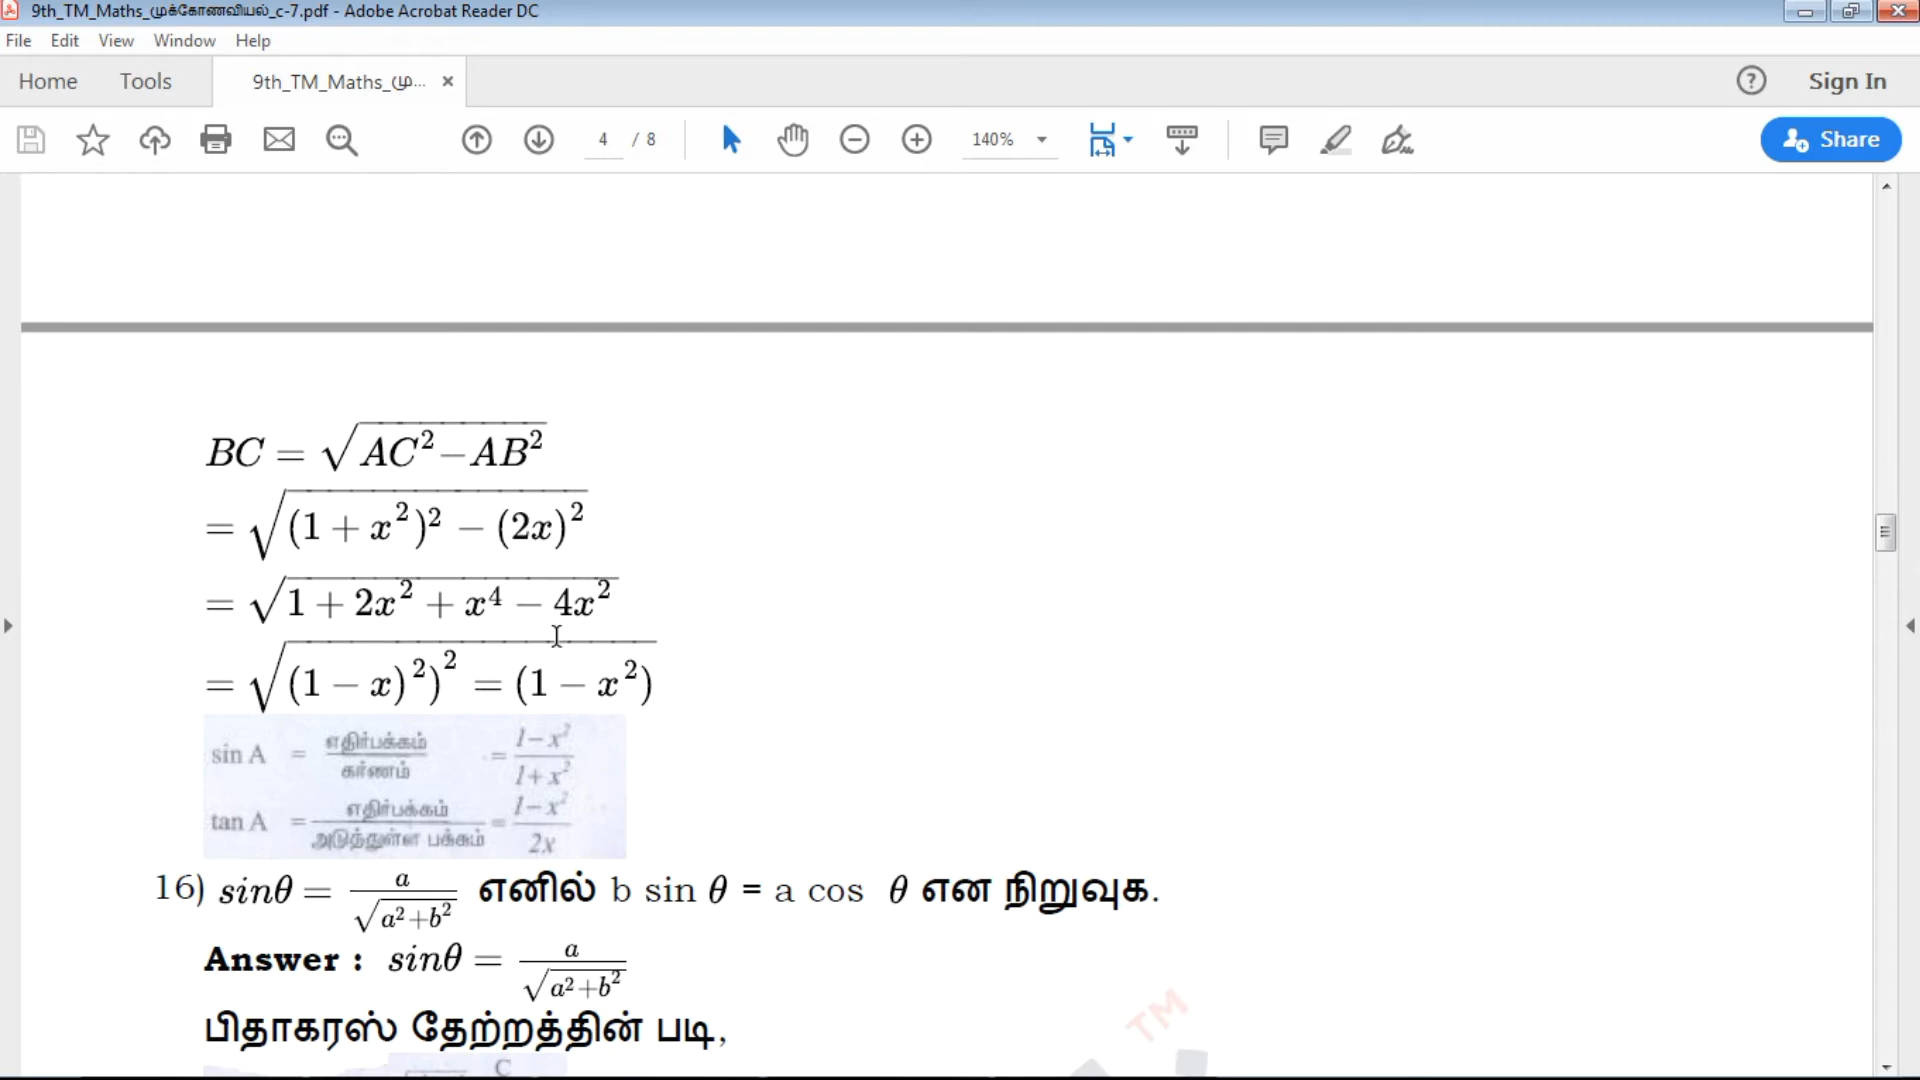 9th_TM_Maths_முக்கோணவியல்_c-7.pdf - Adobe Acrobat Reader DC
File Edit View Window Help
Home Tools 9th_TM_Maths_மு... × ? Sign In
4 / 8 140% Share
BC = √(AC² − AB²)
= √((1 + x²)² − (2x)²)
= √(1 + 2x² + x⁴ − 4x²)
= √((1 − x)²)² = (1 − x²)
sin A = எதிர்பக்கம் / கர்ணம் = 1−x² / 1+x²
tan A = எதிர்பக்கம் / அடுத்துள்ள பக்கம் = 1−x² / 2x
16) sinθ = a / √(a²+b²) எனில் b sin θ = a cos θ என நிறுவுக.
Answer : sinθ = a / √(a²+b²)
பிதாகரஸ் தேற்றத்தின் படி,
C
TM